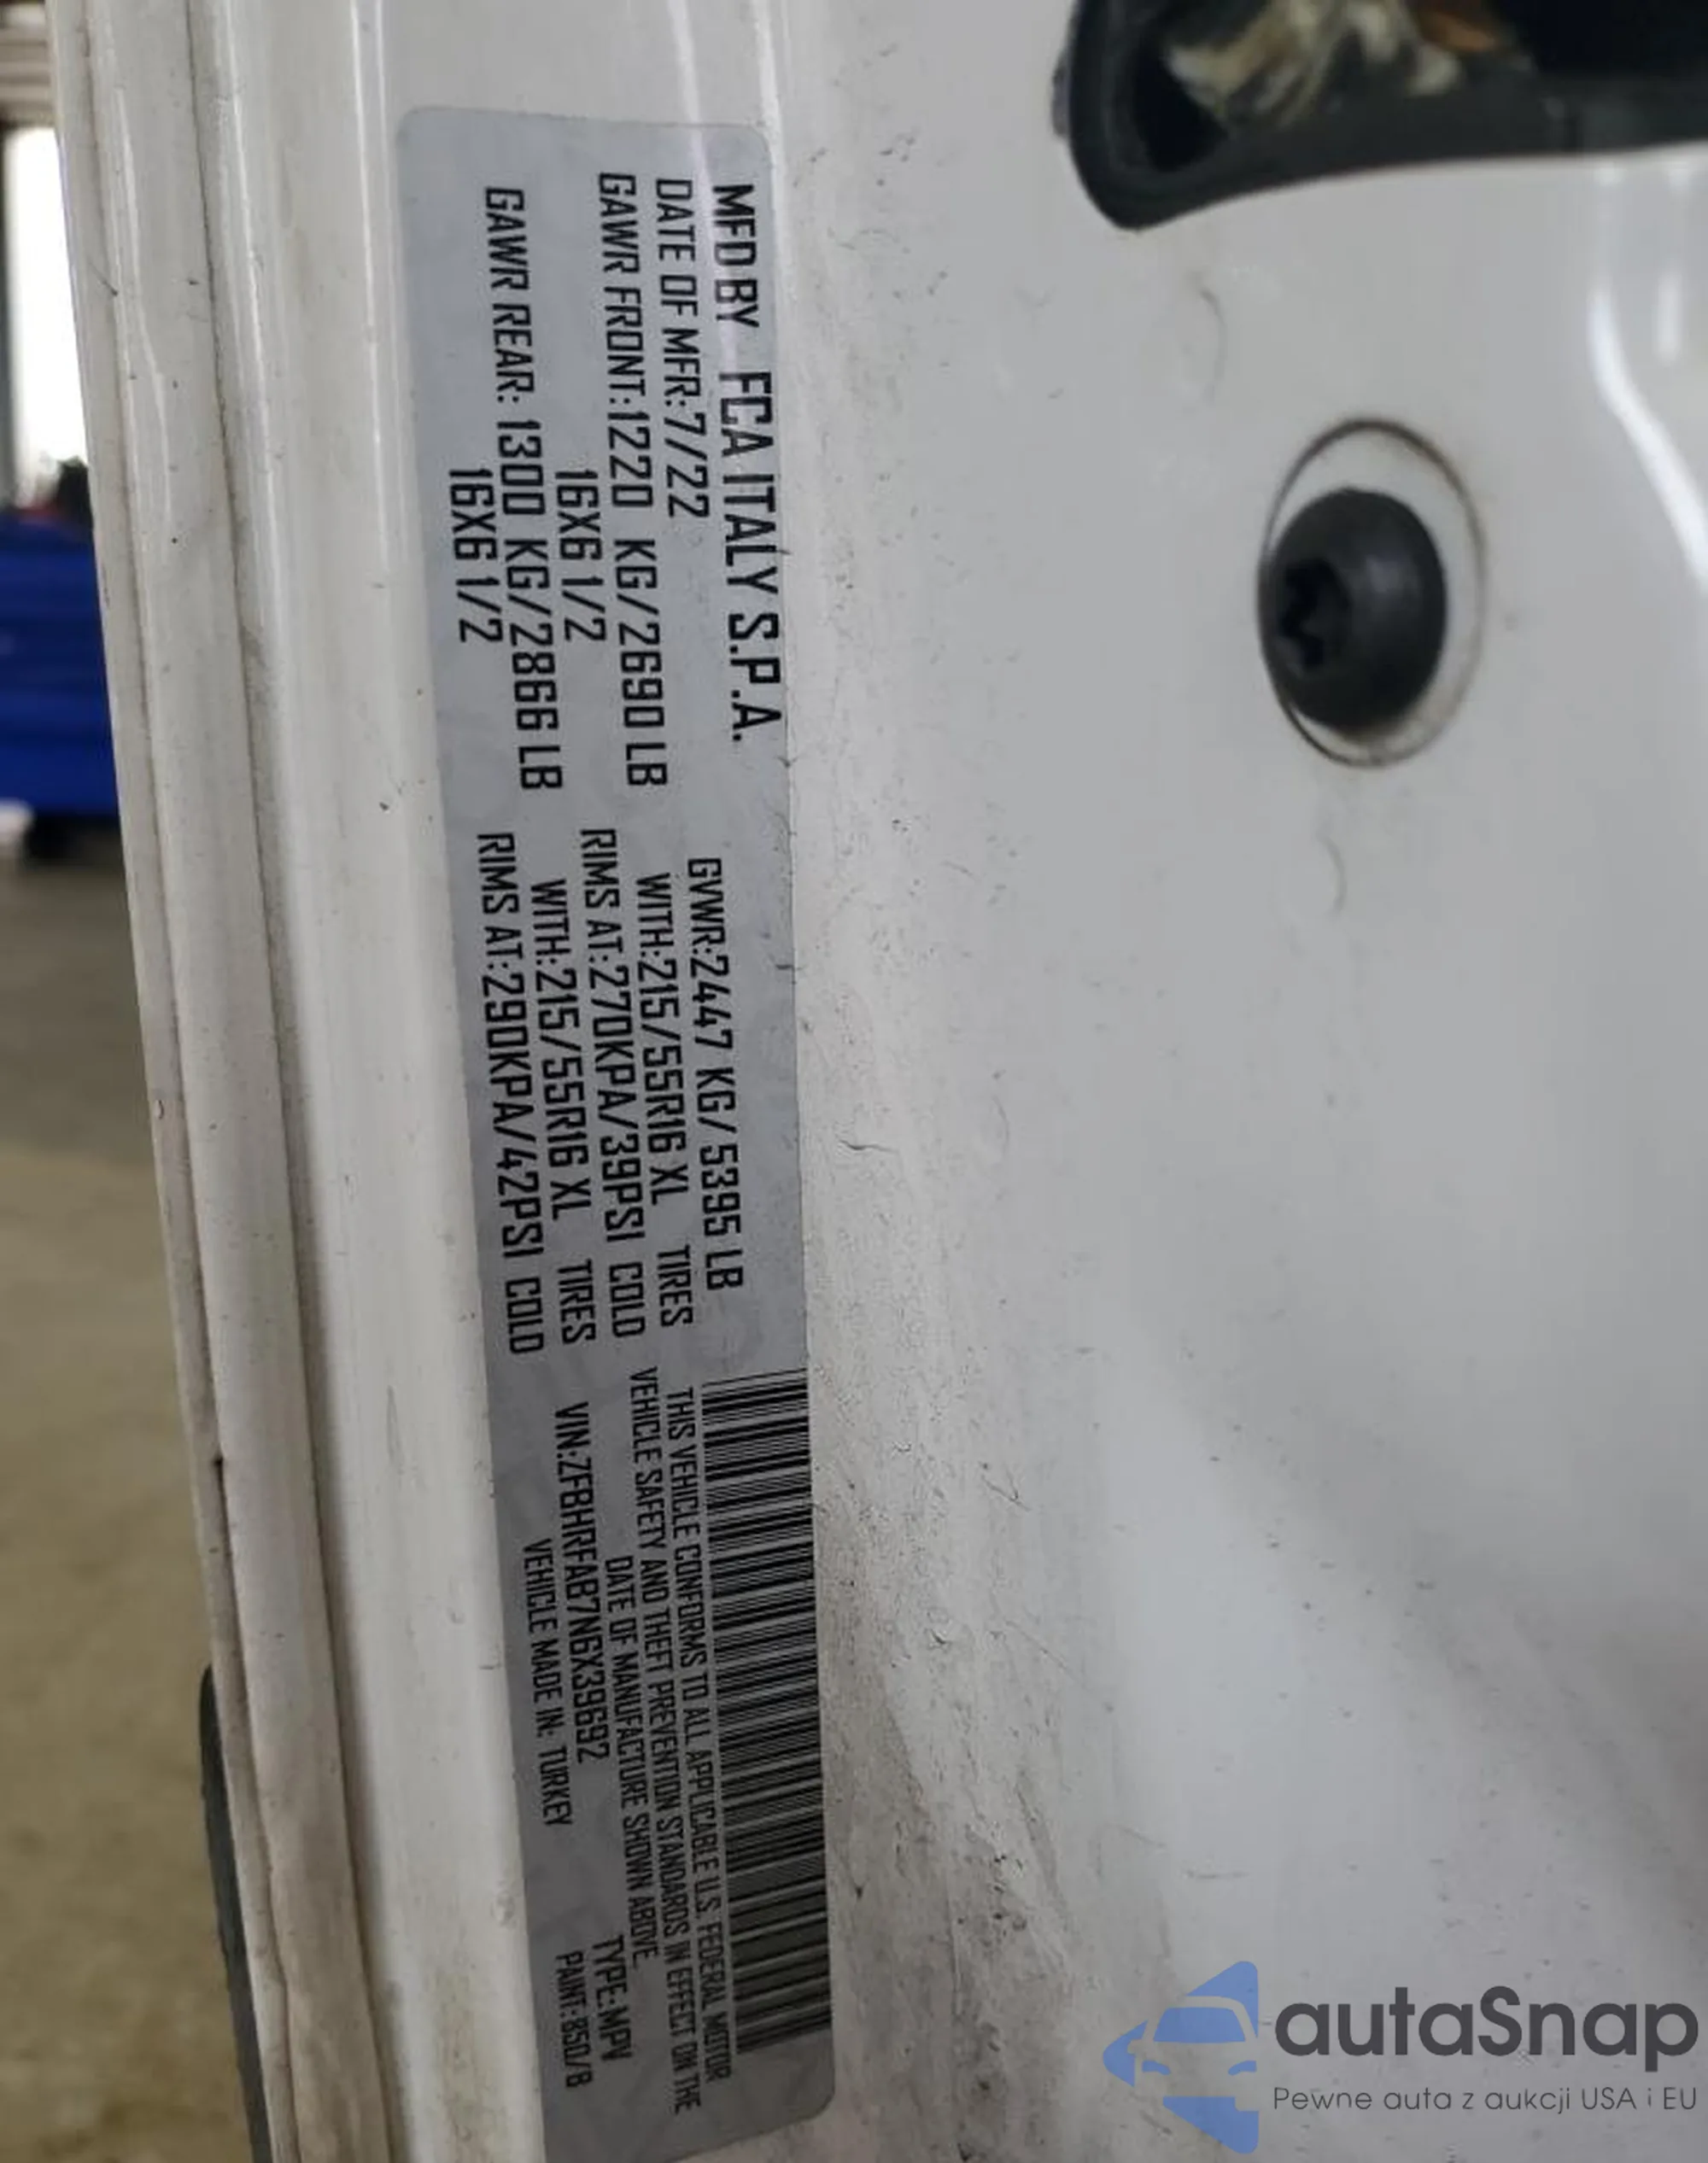 MFD BY FCA ITALY S.P.A.
DATE OF MFR:7/22 GVWR:2447 KG/ 5395 LB
GAWR FRONT:1220 KG/2690 LB WITH:215/55R16 XL TIRES
16X6 1/2 RIMS AT:270KPA/39PSI COLD
GAWR REAR: 1300 KG/2866 LB WITH:215/55R16 XL TIRES
16X6 1/2 RIMS AT:290KPA/42PSI COLD
THIS VEHICLE CONFORMS TO ALL APPLICABLE U.S. FEDERAL MOTOR
VEHICLE SAFETY AND THEFT PREVENTION STANDARDS IN EFFECT ON THE
DATE OF MANUFACTURE SHOWN ABOVE.
VIN:ZFBHRFAB7N6X39692 TYPE:MPV
VEHICLE MADE IN: TURKEY PAINT:850/B
autaSnap
Pewne auta z aukcji USA i EU